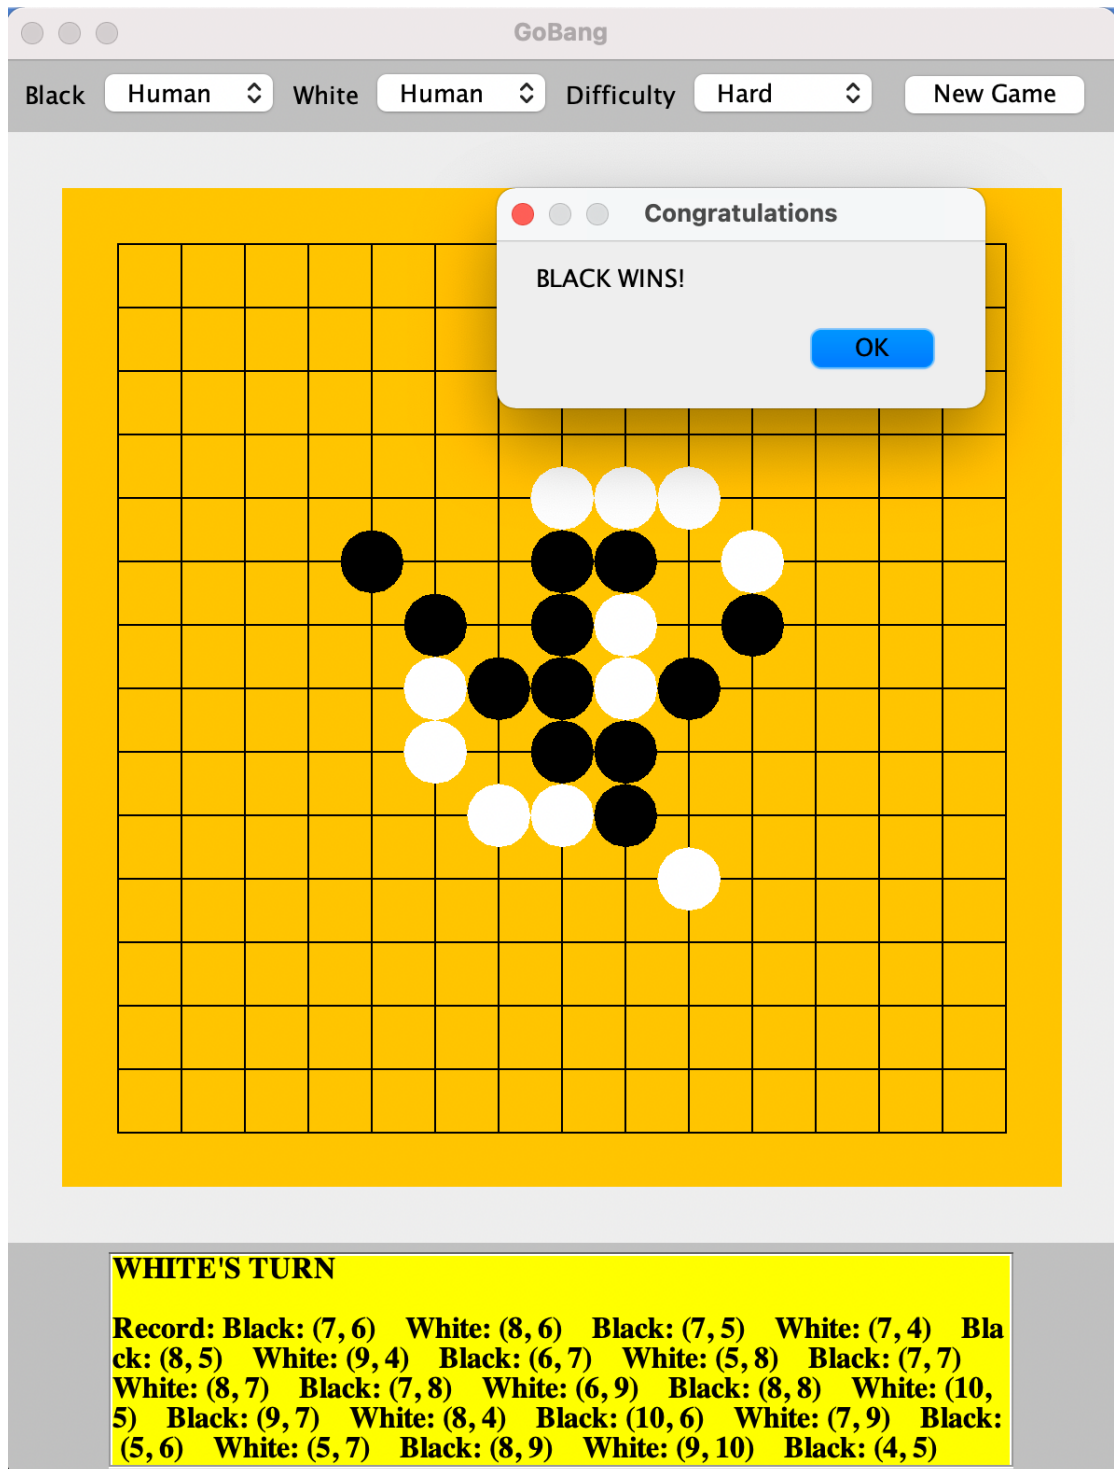 GoBang
Black Human White Human Difficulty Hard New Game
Congratulations
BLACK WINS!
OK
WHITE'S TURN
Record: Black: (7, 6) White: (8, 6) Black: (7, 5) White: (7, 4) Bla
ck: (8, 5) White: (9, 4) Black: (6, 7) White: (5, 8) Black: (7, 7)
White: (8, 7) Black: (7, 8) White: (6, 9) Black: (8, 8) White: (10,
5) Black: (9, 7) White: (8, 4) Black: (10, 6) White: (7, 9) Black:
(5, 6) White: (5, 7) Black: (8, 9) White: (9, 10) Black: (4, 5)